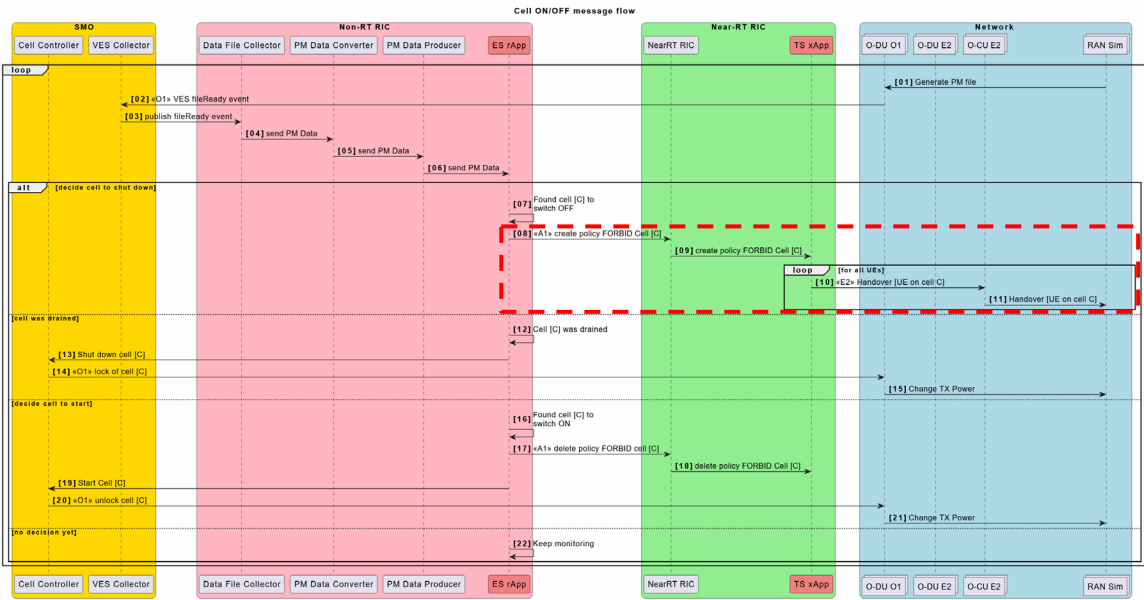 Cell ON/OFF message flow
SMO
Non-RT RIC
Near-RT RIC
Network
Cell Controller
VES Collector
Data File Collector
PM Data Converter
PM Data Producer
ES rApp
NearRT RIC
TS xApp
O-DU O1
O-DU E2
O-CU E2
RAN Sim
loop
[01] Generate PM file
[02] «O1» VES fileReady event
[03] publish fileReady event
[04] send PM Data
[05] send PM Data
[06] send PM Data
alt
[decide cell to shut down]
[07] Found cell [C] to
switch OFF
[08] «A1» create policy FORBID Cell [C]
[09] create policy FORBID Cell [C]
loop
[for all UEs]
[10] «E2» Handover [UE on cell C]
[11] Handover [UE on cell C]
[cell was drained]
[12] Cell [C] was drained
[13] Shut down cell [C]
[14] «O1» lock of cell [C]
[15] Change TX Power
[decide cell to start]
[16] Found cell [C] to
switch ON
[17] «A1» delete policy FORBID cell [C]
[18] delete policy FORBID Cell [C]
[19] Start Cell [C]
[20] «O1» unlock cell [C]
[21] Change TX Power
[no decision yet]
[22] Keep monitoring
Cell Controller
VES Collector
Data File Collector
PM Data Converter
PM Data Producer
ES rApp
NearRT RIC
TS xApp
O-DU O1
O-DU E2
O-CU E2
RAN Sim